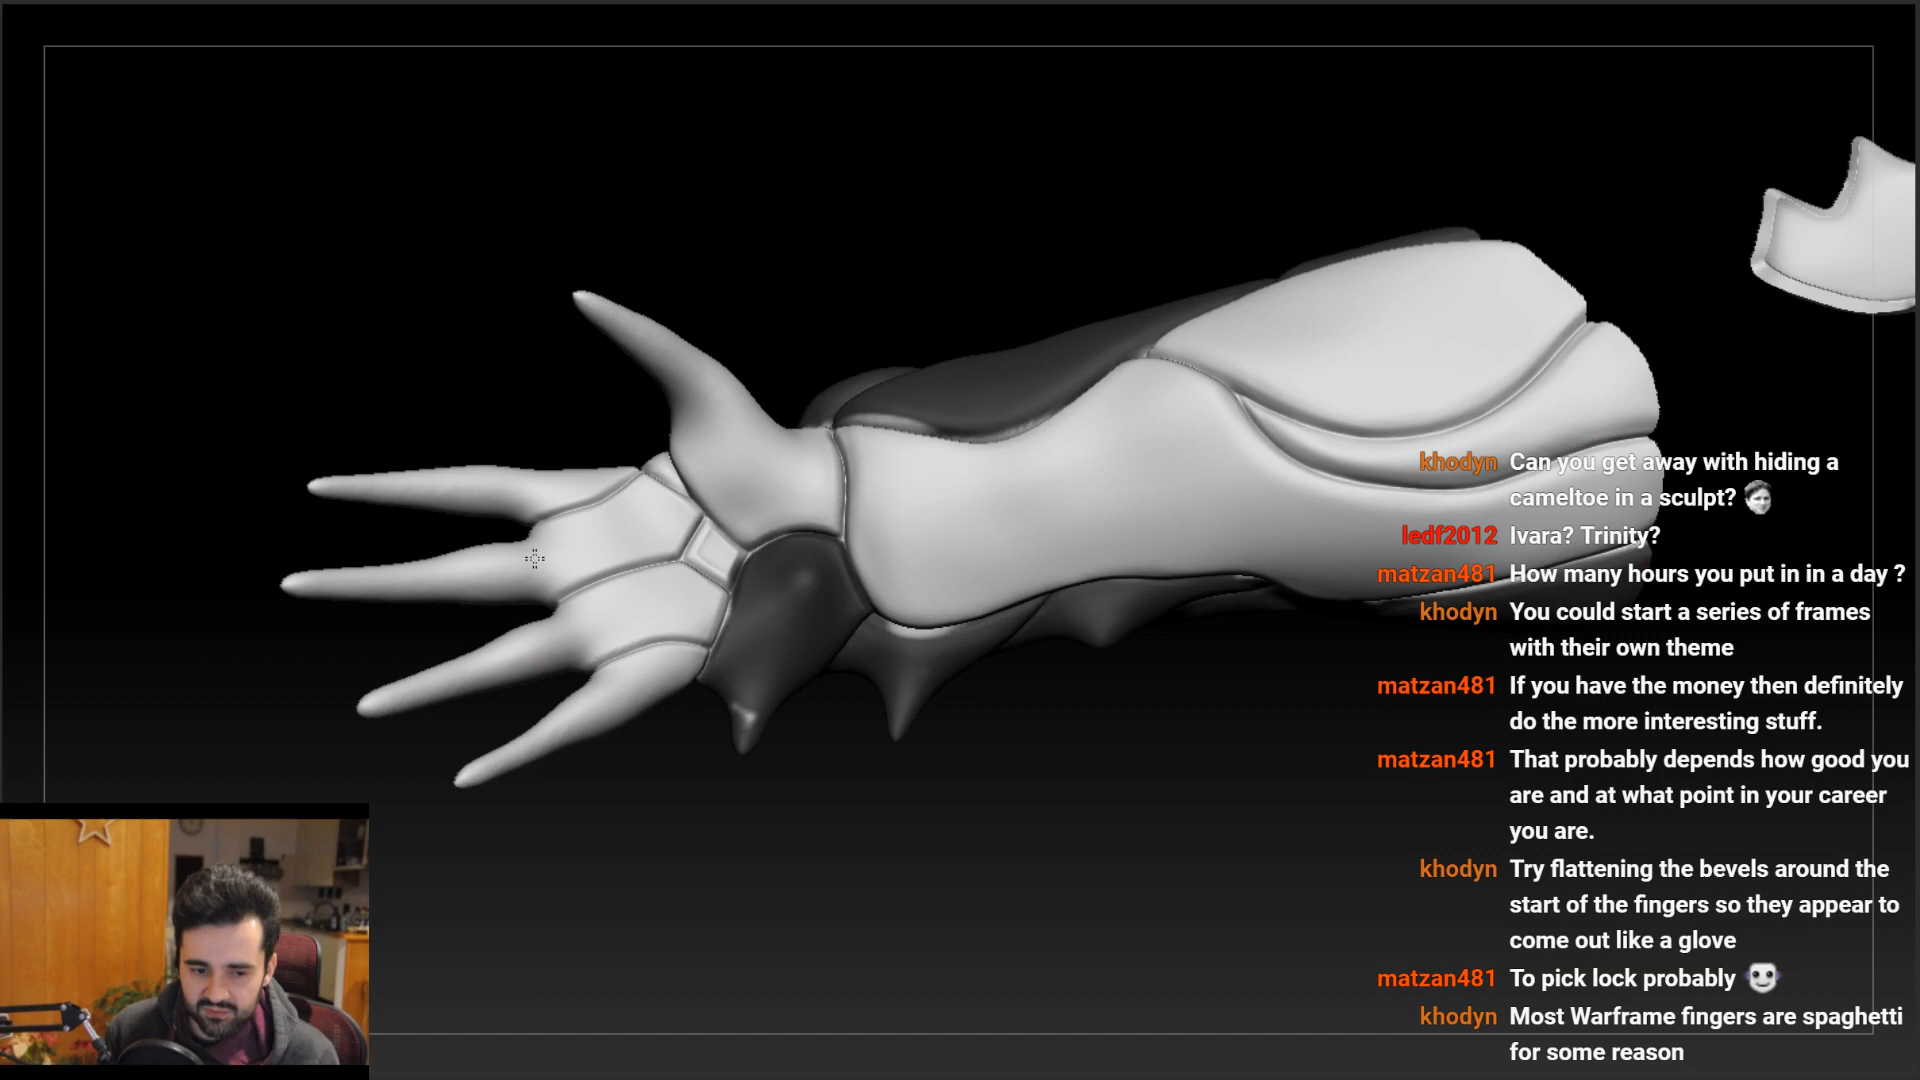 khodyn Can you get away with hiding a
cameltoe in a sculpt?
ledf2012 Ivara? Trinity?
matzan481 How many hours you put in in a day ?
khodyn You could start a series of frames
with their own theme
matzan481 If you have the money then definitely
do the more interesting stuff.
matzan481 That probably depends how good you
are and at what point in your career
you are.
khodyn Try flattening the bevels around the
start of the fingers so they appear to
come out like a glove
matzan481 To pick lock probably
khodyn Most Warframe fingers are spaghetti
for some reason